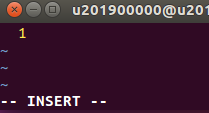 u201900000@u201
1
~
~
~
-- INSERT --